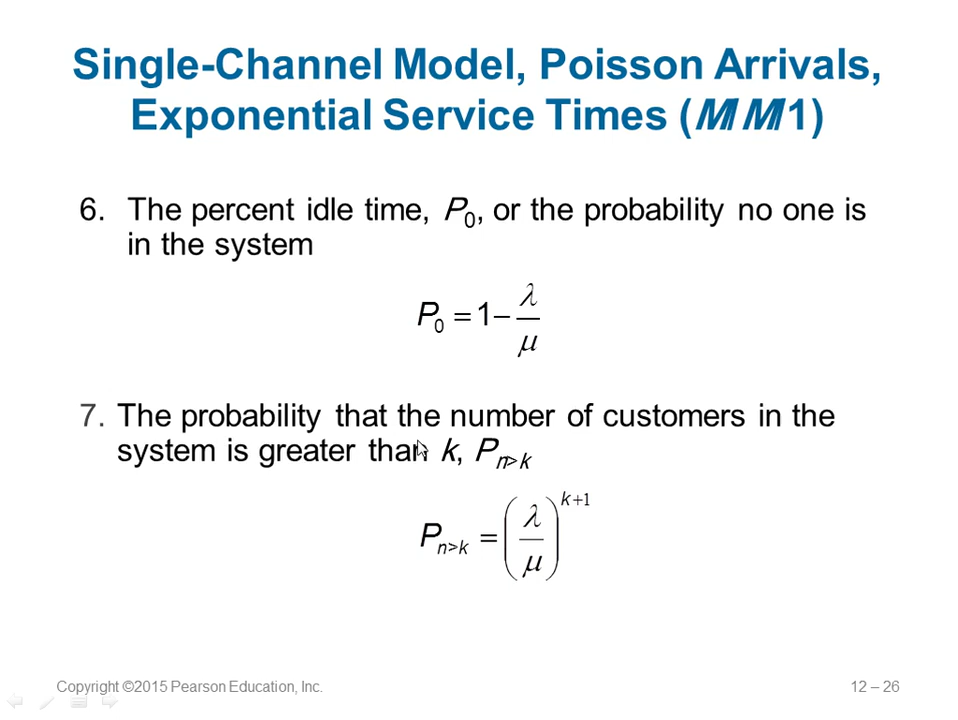 Single-Channel Model, Poisson Arrivals,
Exponential Service Times (M/M/1)
6. The percent idle time, P₀, or the probability no one is
in the system
P₀ = 1 − λ/μ
7. The probability that the number of customers in the
system is greater than k, Pₙ>ₖ
Pₙ>ₖ = (λ/μ)^(k+1)
Copyright ©2015 Pearson Education, Inc.
12 – 26